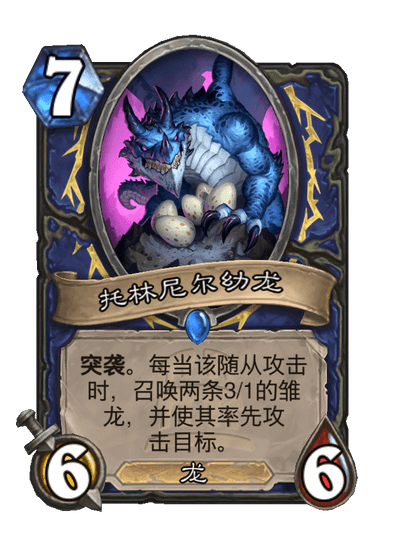 7
托林尼尔幼龙
突袭。每当该随从攻击
时，召唤两条3/1的雏
龙，并使其率先攻
击目标。
6
龙
6